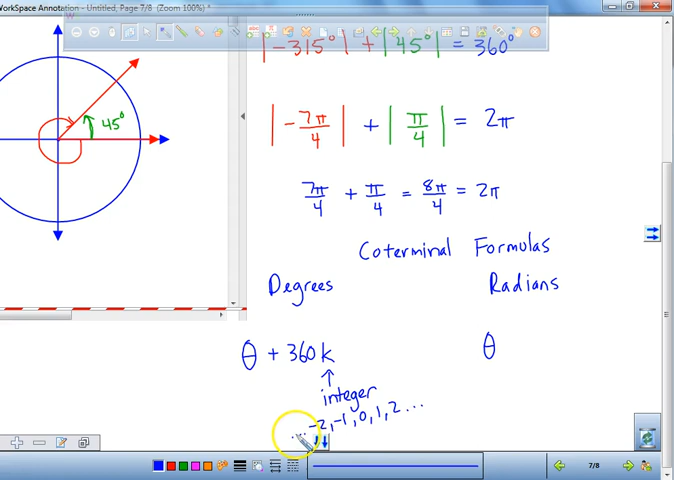 WorkSpace Annotation - Untitled, Page 7/8 (Zoom 100%)
|-315°| + |45°| = 360°
45°
|-7π/4| + |π/4| = 2π
7π/4 + π/4 = 8π/4 = 2π
Coterminal Formulas
Degrees Radians
θ + 360k θ
integer
... -2, -1, 0, 1, 2 ...
7/8